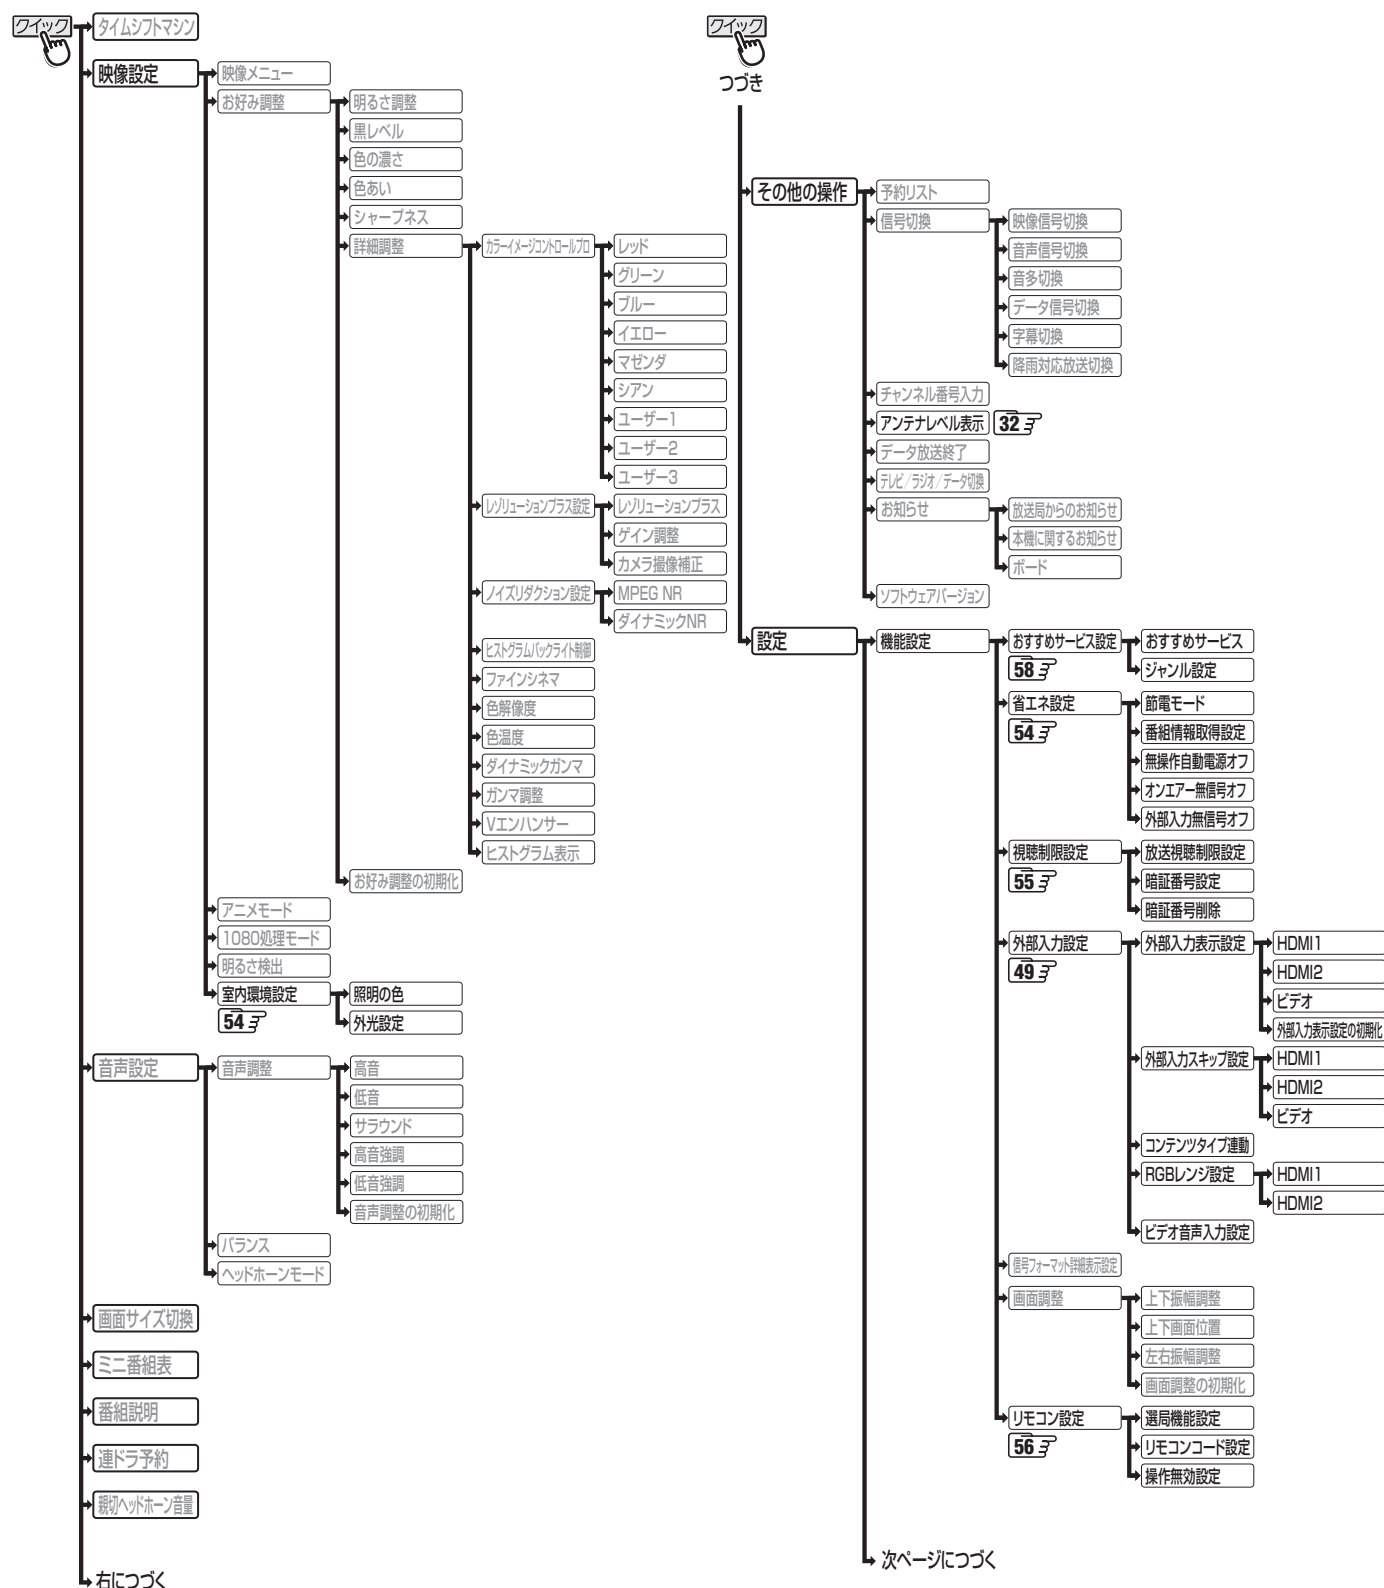 クイック
タイムシフトマシン
映像設定
映像メニュー
お好み調整
明るさ調整
黒レベル
色の濃さ
色あい
シャープネス
詳細調整
カラーイメージコントロールプロ
レッド
グリーン
ブルー
イエロー
マゼンダ
シアン
ユーザー1
ユーザー2
ユーザー3
レゾリューションプラス設定
レゾリューションプラス
ゲイン調整
カメラ撮像補正
ノイズリダクション設定
MPEG NR
ダイナミックNR
ヒストグラムバックライト制御
ファインシネマ
色解像度
色温度
ダイナミックガンマ
ガンマ調整
Vエンハンサー
ヒストグラム表示
お好み調整の初期化
アニメモード
1080処理モード
明るさ検出
室内環境設定
54
照明の色
外光設定
音声設定
音声調整
高音
低音
サラウンド
高音強調
低音強調
音声調整の初期化
バランス
ヘッドホーンモード
画面サイズ切換
ミニ番組表
番組説明
連ドラ予約
親切ヘッドホーン音量
右につづく
クイック
つづき
その他の操作
予約リスト
信号切換
映像信号切換
音声信号切換
音多切換
データ信号切換
字幕切換
降雨対応放送切換
チャンネル番号入力
アンテナレベル表示 32
データ放送終了
テレビ/ラジオ/データ切換
お知らせ
放送局からのお知らせ
本機に関するお知らせ
ボード
ソフトウェアバージョン
設定
機能設定
おすすめサービス設定
58
おすすめサービス
ジャンル設定
省エネ設定
54
節電モード
番組情報取得設定
無操作自動電源オフ
オンエアー無信号オフ
外部入力無信号オフ
視聴制限設定
55
放送視聴制限設定
暗証番号設定
暗証番号削除
外部入力設定
49
外部入力表示設定
HDMI1
HDMI2
ビデオ
外部入力表示設定の初期化
外部入力スキップ設定
HDMI1
HDMI2
ビデオ
コンテンツタイプ連動
RGBレンジ設定
HDMI1
HDMI2
ビデオ音声入力設定
信号フォーマット詳細表示設定
画面調整
上下振幅調整
上下画面位置
左右振幅調整
画面調整の初期化
リモコン設定
56
選局機能設定
リモコンコード設定
操作無効設定
次ページにつづく